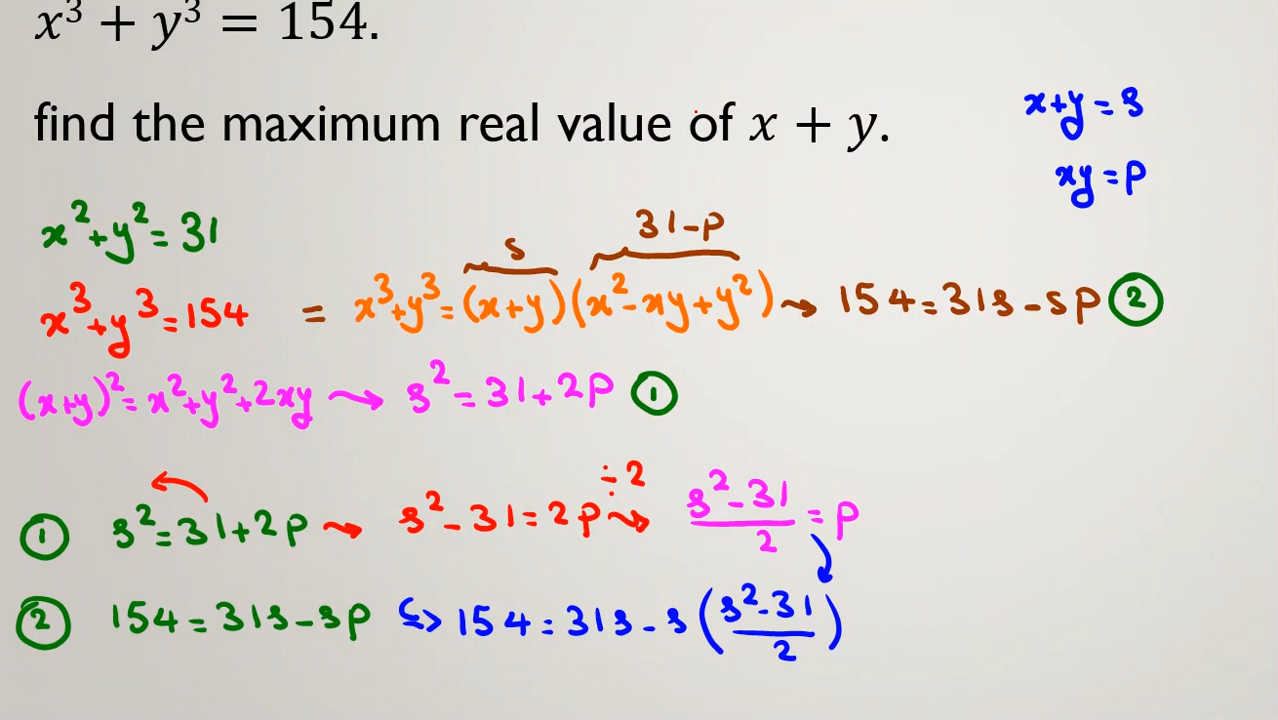 x³ + y³ = 154.
find the maximum real value of x + y.
x+y = s
xy = P
x²+y² = 31
s
31-P
x³+y³ = 154 = x³+y³ = (x+y)(x²-xy+y²) → 154 = 31s - sP ②
(x+y)² = x²+y²+2xy → s² = 31+2P ①
÷2
① s² = 31+2P → s² - 31 = 2P → (s²-31)/2 = P
② 154 = 31s - sP ↪ 154 = 31s - s((s²-31)/2)